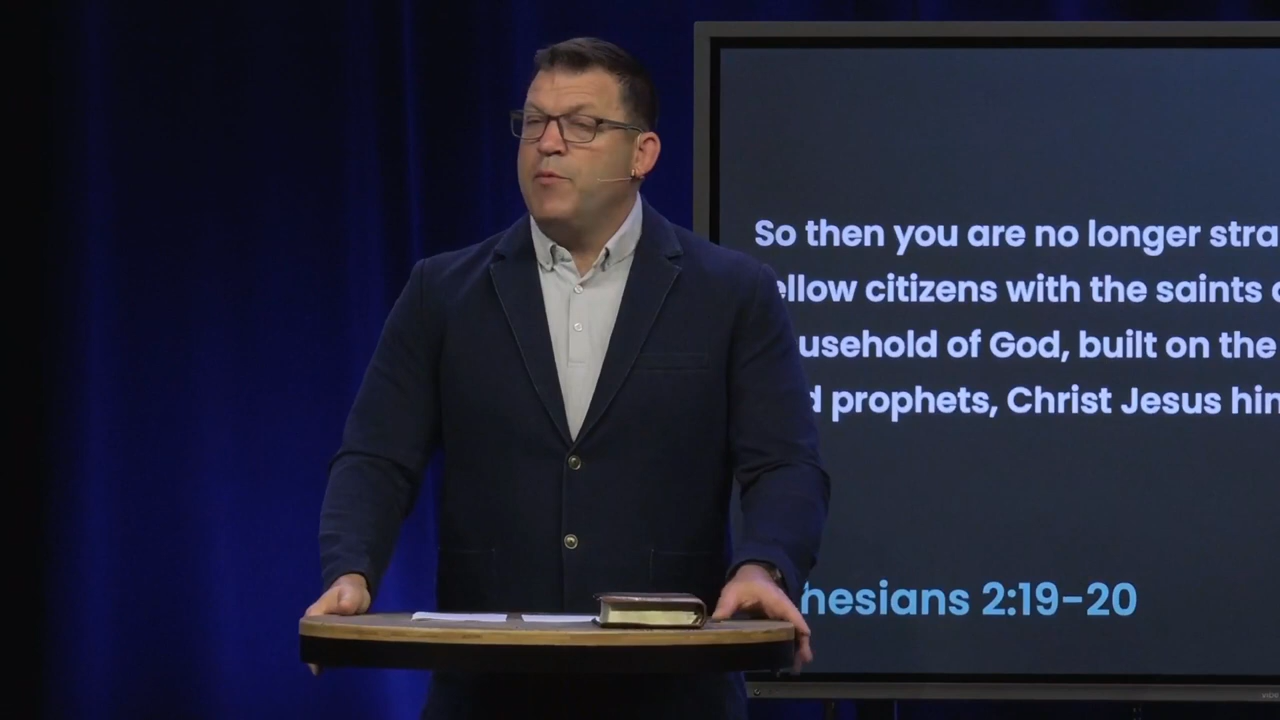 So then you are no longer stra
ellow citizens with the saints
usehold of God, built on the
d prophets, Christ Jesus him
hesians 2:19-20